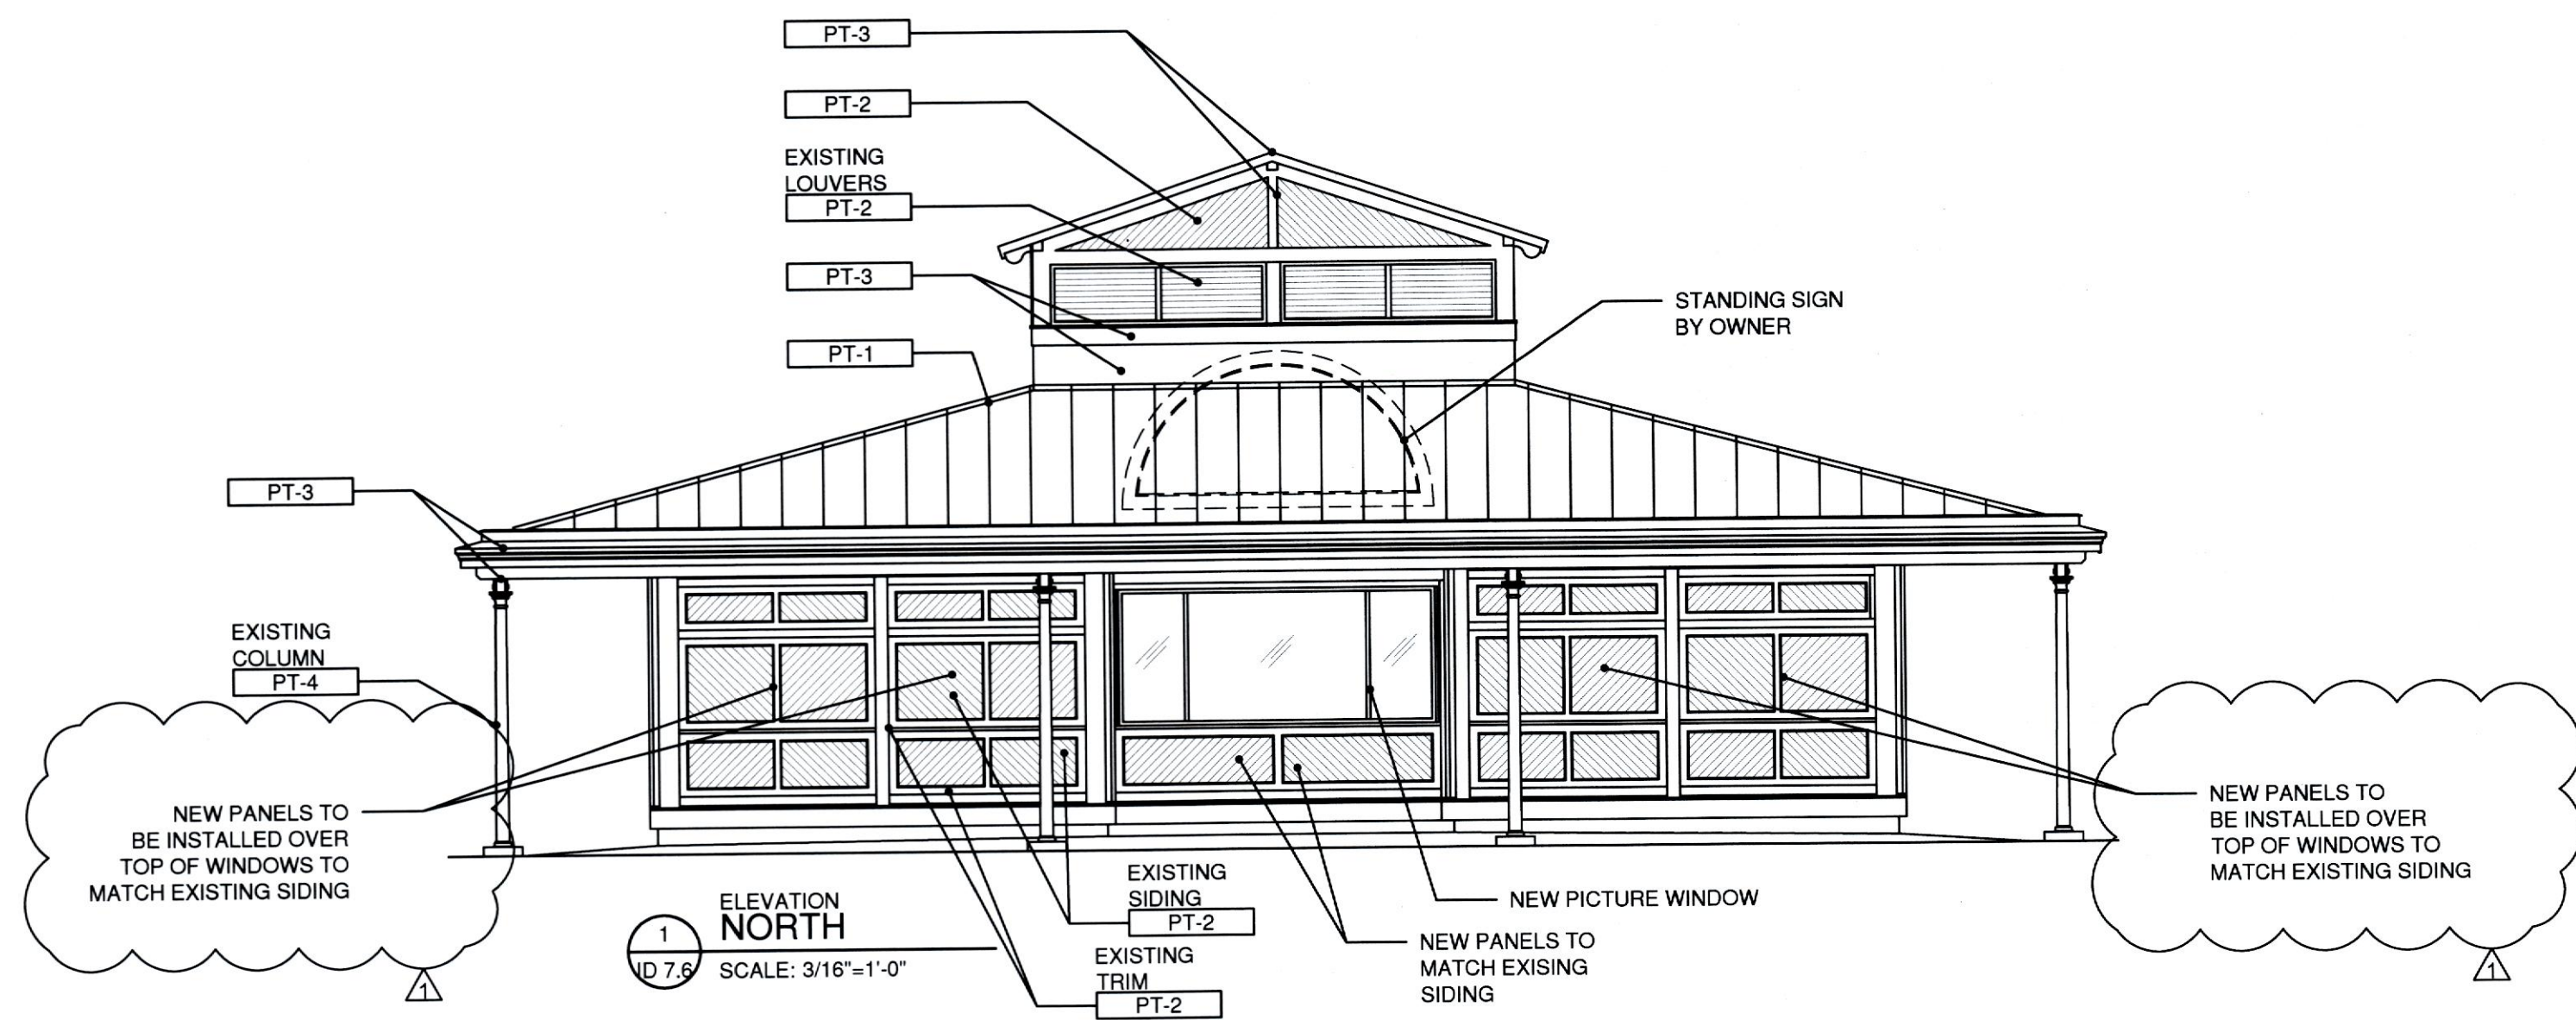 PT-3
PT-2
EXISTING
LOUVERS
PT-2
PT-3
PT-1
STANDING SIGN
BY OWNER
PT-3
EXISTING
COLUMN
PT-4
NEW PANELS TO
BE INSTALLED OVER
TOP OF WINDOWS TO
MATCH EXISTING SIDING
1
NEW PANELS TO
BE INSTALLED OVER
TOP OF WINDOWS TO
MATCH EXISTING SIDING
1
EXISTING
SIDING
PT-2
EXISTING
TRIM
PT-2
NEW PICTURE WINDOW
NEW PANELS TO
MATCH EXISING
SIDING
1
ID 7.6
ELEVATION
NORTH
SCALE: 3/16"=1'-0"